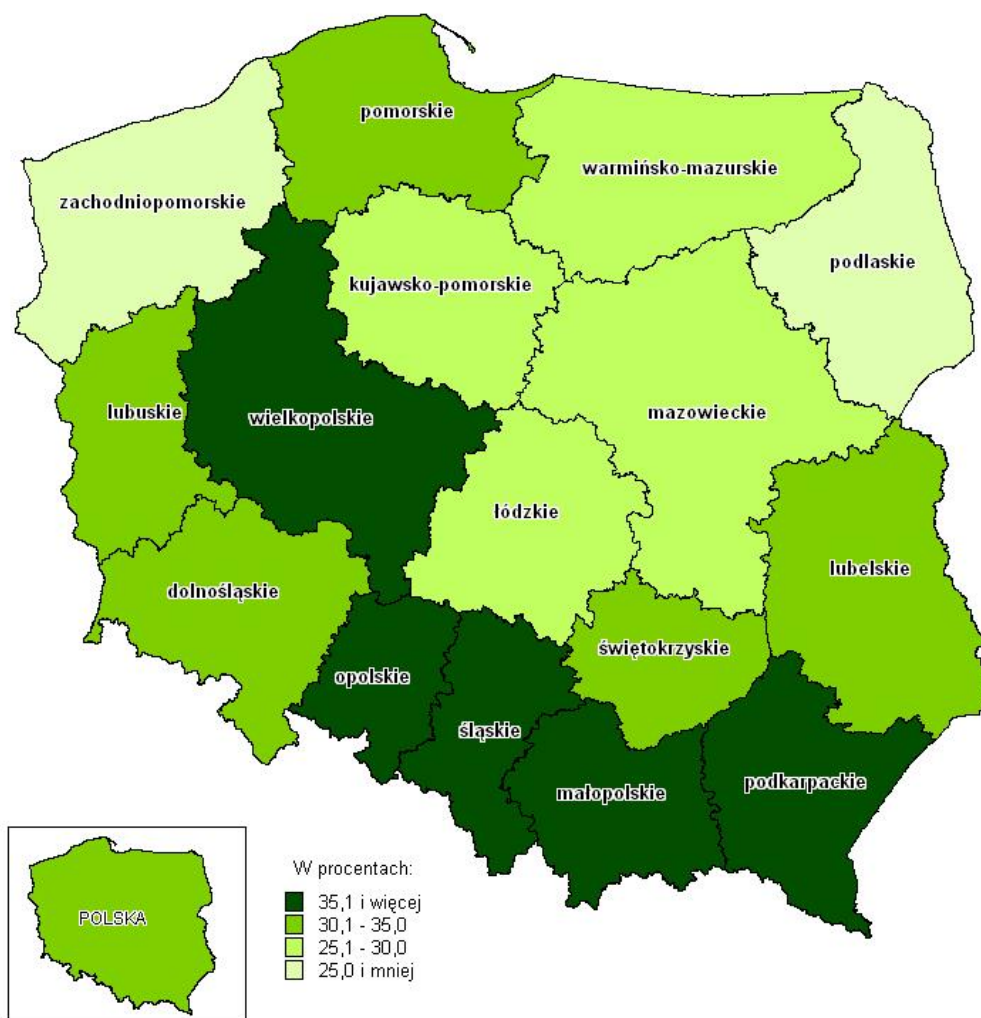 pomorskie
warmińsko-mazurskie
zachodniopomorskie
podlaskie
kujawsko-pomorskie
lubuskie
wielkopolskie
mazowieckie
łódzkie
lubelskie
dolnośląskie
świętokrzyskie
opolskie
śląskie
podkarpackie
małopolskie
W procentach:
35,1 i więcej
30,1 - 35,0
25,1 - 30,0
25,0 i mniej
POLSKA